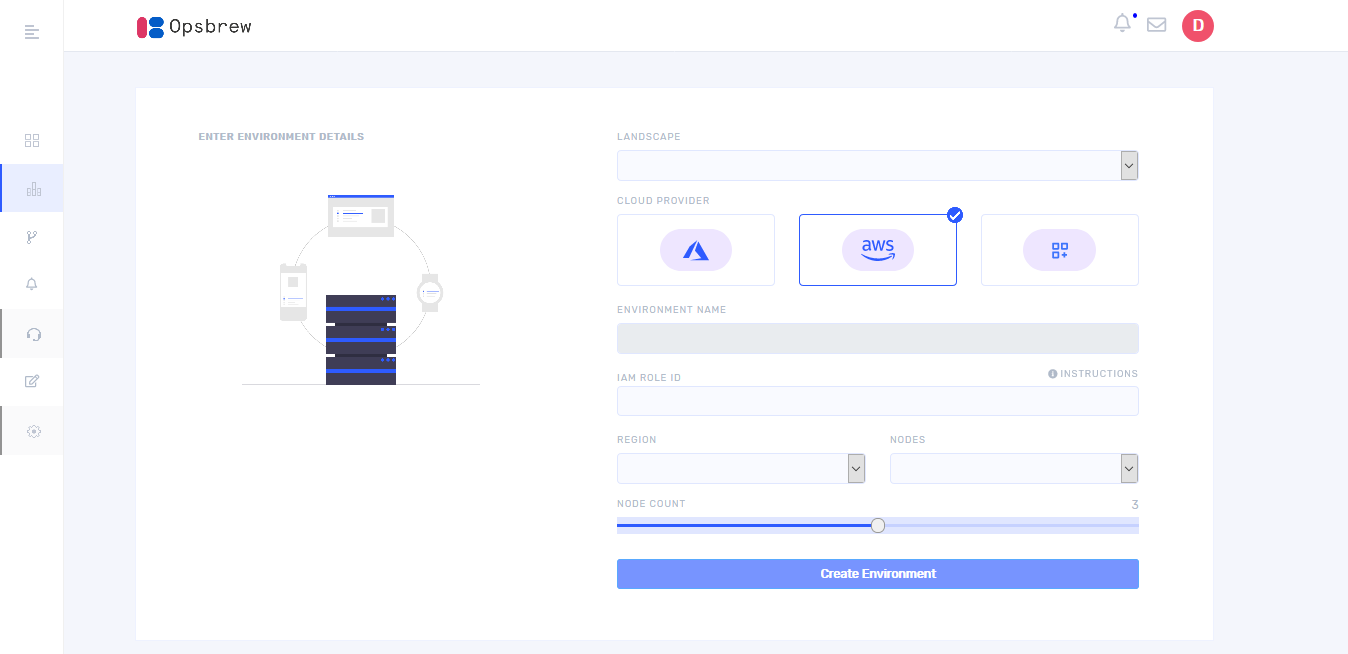 Opsbrew
D
ENTER ENVIRONMENT DETAILS
LANDSCAPE
CLOUD PROVIDER
aws
ENVIRONMENT NAME
IAM ROLE ID
INSTRUCTIONS
REGION
NODES
NODE COUNT
3
Create Environment